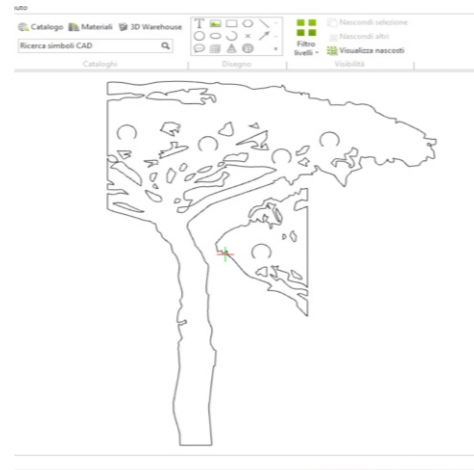 uto
Catalogo Materiali 3D Warehouse
Ricerca simboli CAD
Cataloghi
T
Disegno
Filtro
livelli
Nascondi selezione
Nascondi altri
Visualizza nascosti
Visibilità